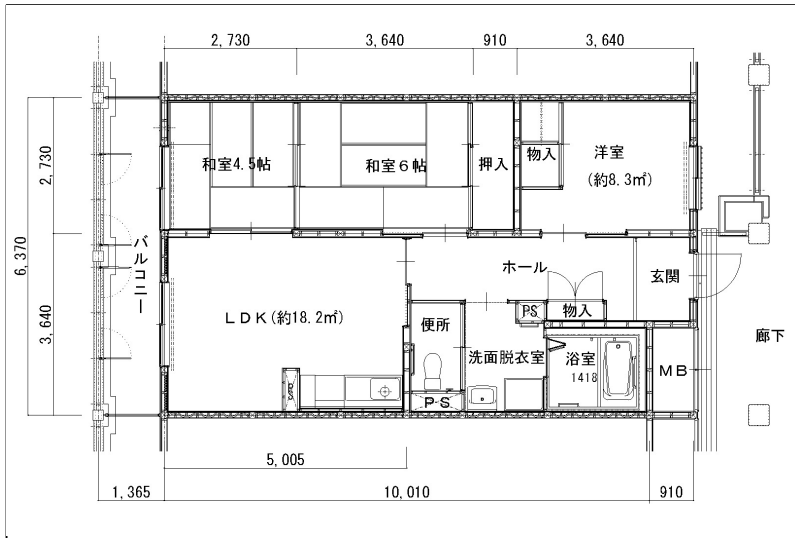 2,730
3,640
910
3,640
2,730
6,370
3,640
和室4.5帖
和室6帖
押入
物入
洋室
(約8.3㎡)
バルコニー
ホール
玄関
LDK(約18.2㎡)
便所
PS
物入
洗面脱衣室
浴室
1418
MB
廊下
PS
5,005
1,365
10,010
910